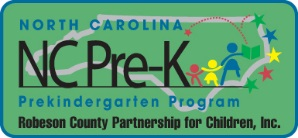 NORTH CAROLINA
NC Pre-K
Prekindergarten Program
Robeson County Partnership for Children, Inc.